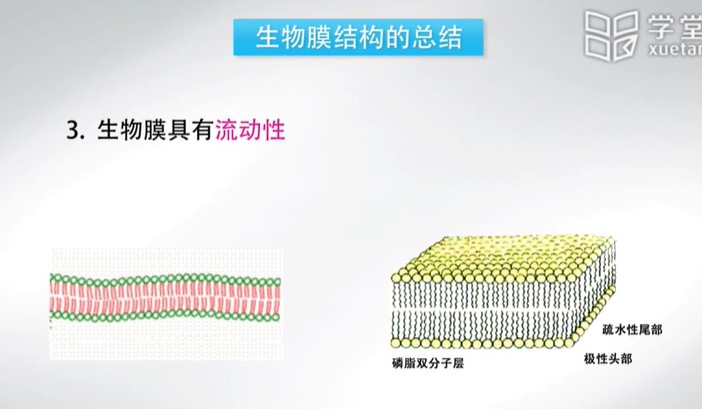 生物膜结构的总结
学堂
xuetan
3. 生物膜具有流动性
疏水性尾部
极性头部
磷脂双分子层